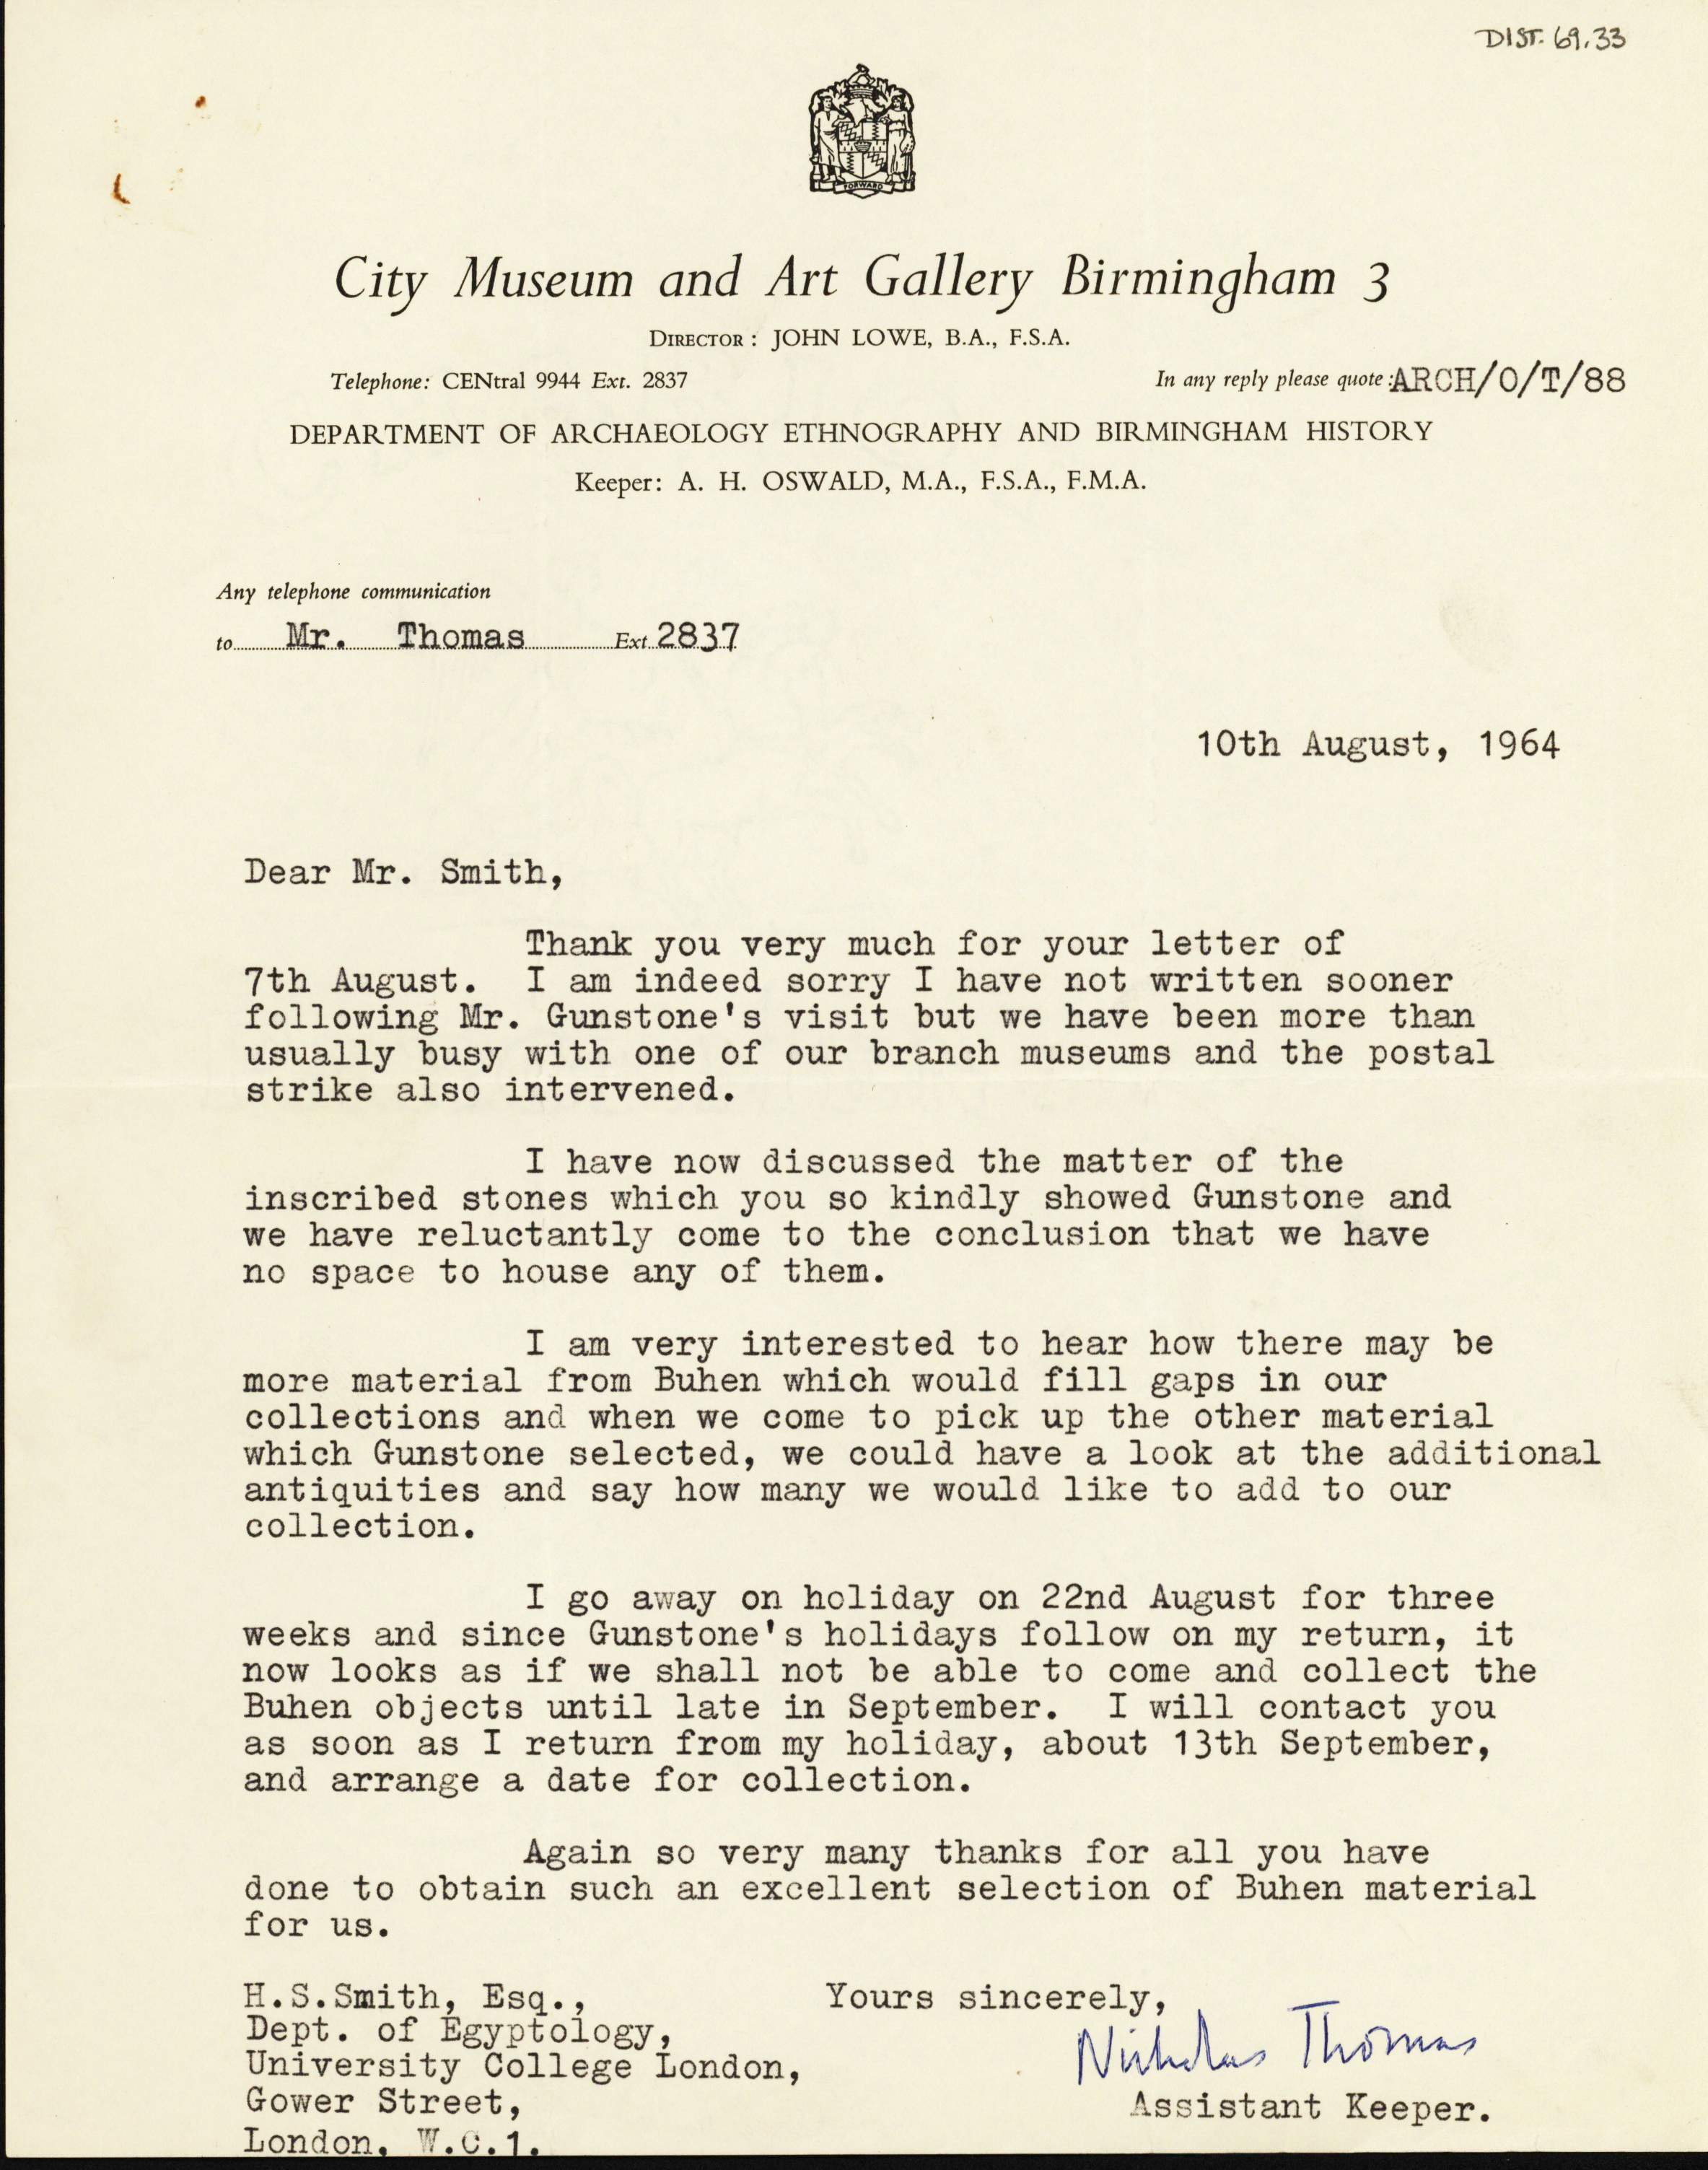 DIST. 69.33
FORWARD
City Museum and Art Gallery Birmingham 3
DIRECTOR : JOHN LOWE, B.A., F.S.A.
Telephone: CENtral 9944 Ext. 2837
In any reply please quote :ARCH/O/T/88
DEPARTMENT OF ARCHAEOLOGY ETHNOGRAPHY AND BIRMINGHAM HISTORY
Keeper: A. H. OSWALD, M.A., F.S.A., F.M.A.
Any telephone communication
to Mr. Thomas Ext. 2837
10th August, 1964
Dear Mr. Smith,
Thank you very much for your letter of
7th August. I am indeed sorry I have not written sooner
following Mr. Gunstone's visit but we have been more than
usually busy with one of our branch museums and the postal
strike also intervened.
I have now discussed the matter of the
inscribed stones which you so kindly showed Gunstone and
we have reluctantly come to the conclusion that we have
no space to house any of them.
I am very interested to hear how there may be
more material from Buhen which would fill gaps in our
collections and when we come to pick up the other material
which Gunstone selected, we could have a look at the additional
antiquities and say how many we would like to add to our
collection.
I go away on holiday on 22nd August for three
weeks and since Gunstone's holidays follow on my return, it
now looks as if we shall not be able to come and collect the
Buhen objects until late in September. I will contact you
as soon as I return from my holiday, about 13th September,
and arrange a date for collection.
Again so very many thanks for all you have
done to obtain such an excellent selection of Buhen material
for us.
Yours sincerely,
Nicholas Thomas
Assistant Keeper.
H.S.Smith, Esq.,
Dept. of Egyptology,
University College London,
Gower Street,
London, W.C.1.